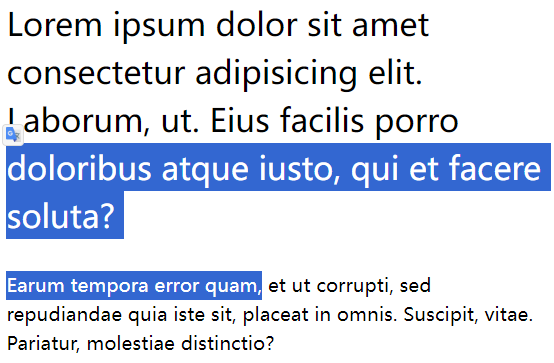 Lorem ipsum dolor sit amet
consectetur adipisicing elit.
Laborum, ut. Eius facilis porro
doloribus atque iusto, qui et facere
soluta?
Earum tempora error quam, et ut corrupti, sed
repudiandae quia iste sit, placeat in omnis. Suscipit, vitae.
Pariatur, molestiae distinctio?